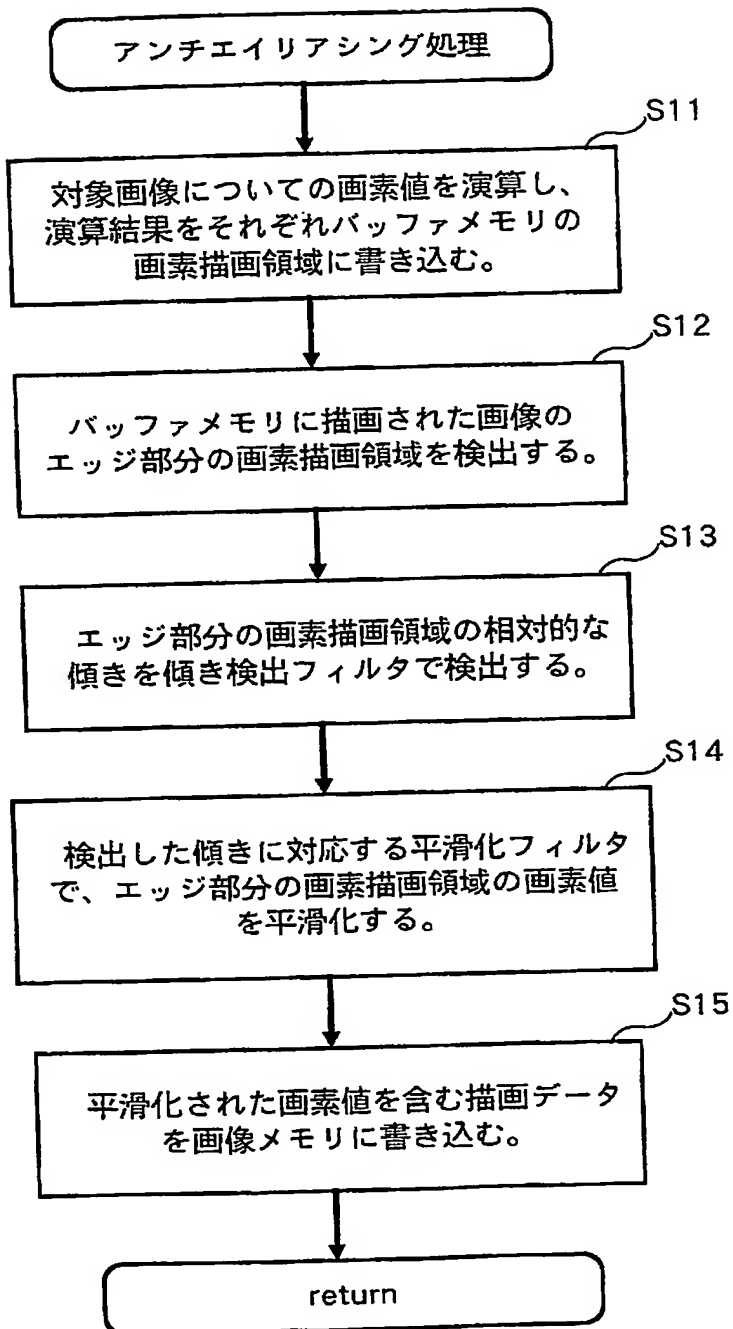 アンチエイリアシング処理
S11
対象画像についての画素値を演算し、
演算結果をそれぞれバッファメモリの
画素描画領域に書き込む。
S12
バッファメモリに描画された画像の
エッジ部分の画素描画領域を検出する。
S13
エッジ部分の画素描画領域の相対的な
傾きを傾き検出フィルタで検出する。
S14
検出した傾きに対応する平滑化フィルタ
で、エッジ部分の画素描画領域の画素値
を平滑化する。
S15
平滑化された画素値を含む描画データ
を画像メモリに書き込む。
return